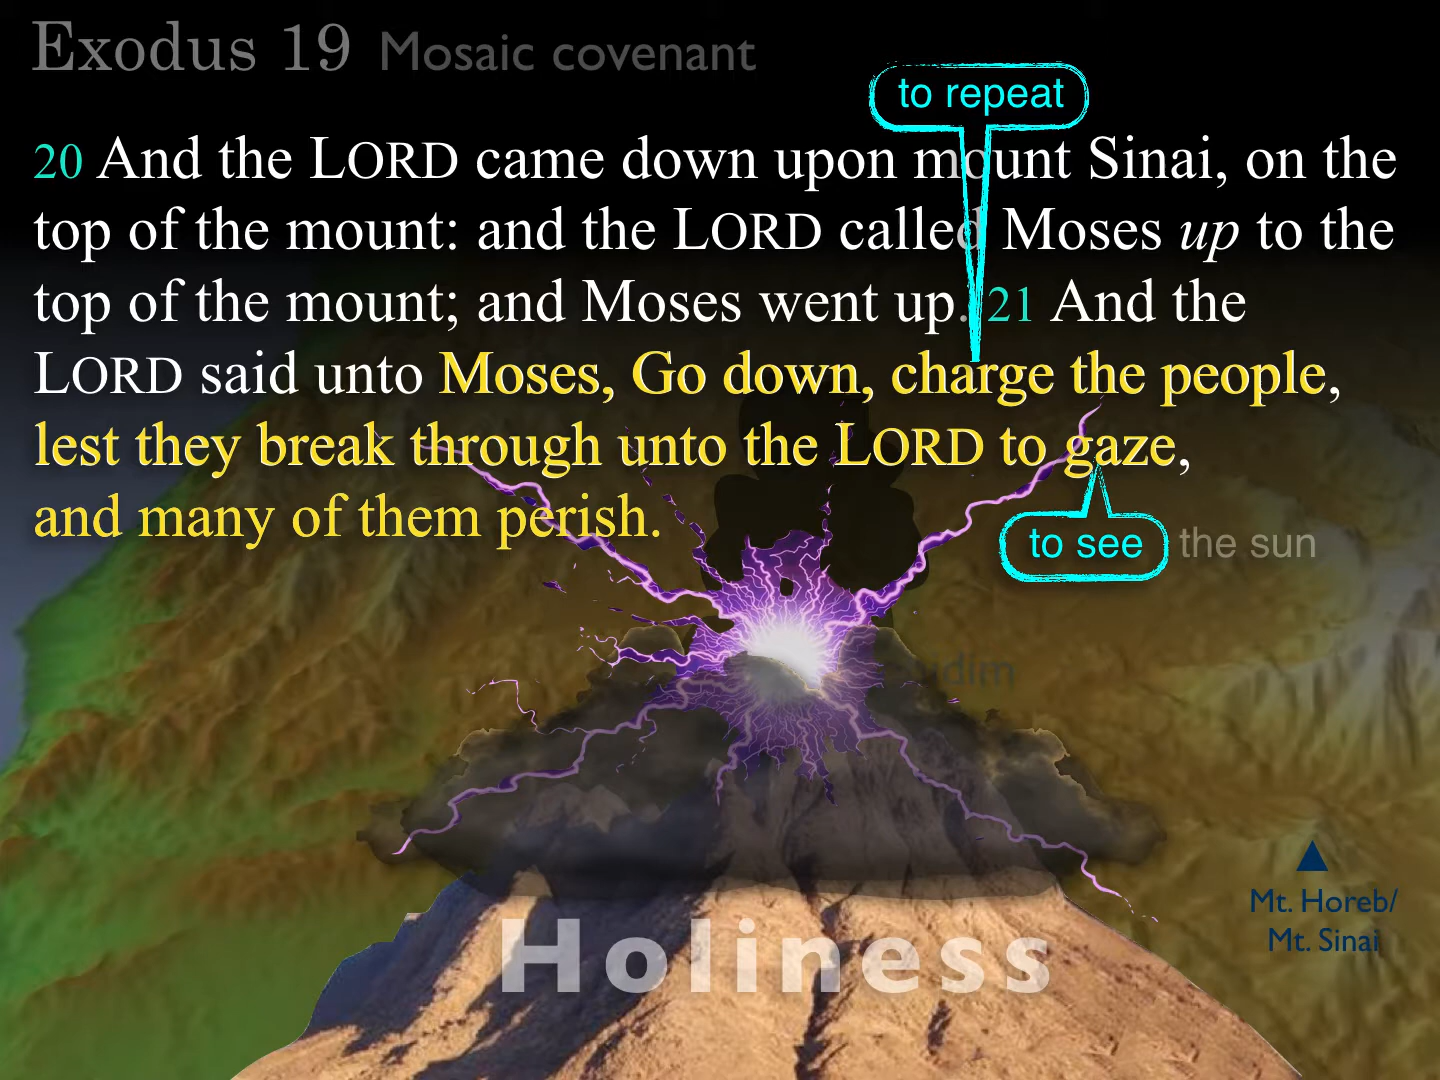 Exodus 19 Mosaic covenant
to repeat
20 And the LORD came down upon mount Sinai, on the
top of the mount: and the LORD called Moses up to the
top of the mount; and Moses went up. 21 And the
LORD said unto Moses, Go down, charge the people,
lest they break through unto the LORD to gaze,
and many of them perish.
to see the sun
Mt. Horeb/
Mt. Sinai
Holiness